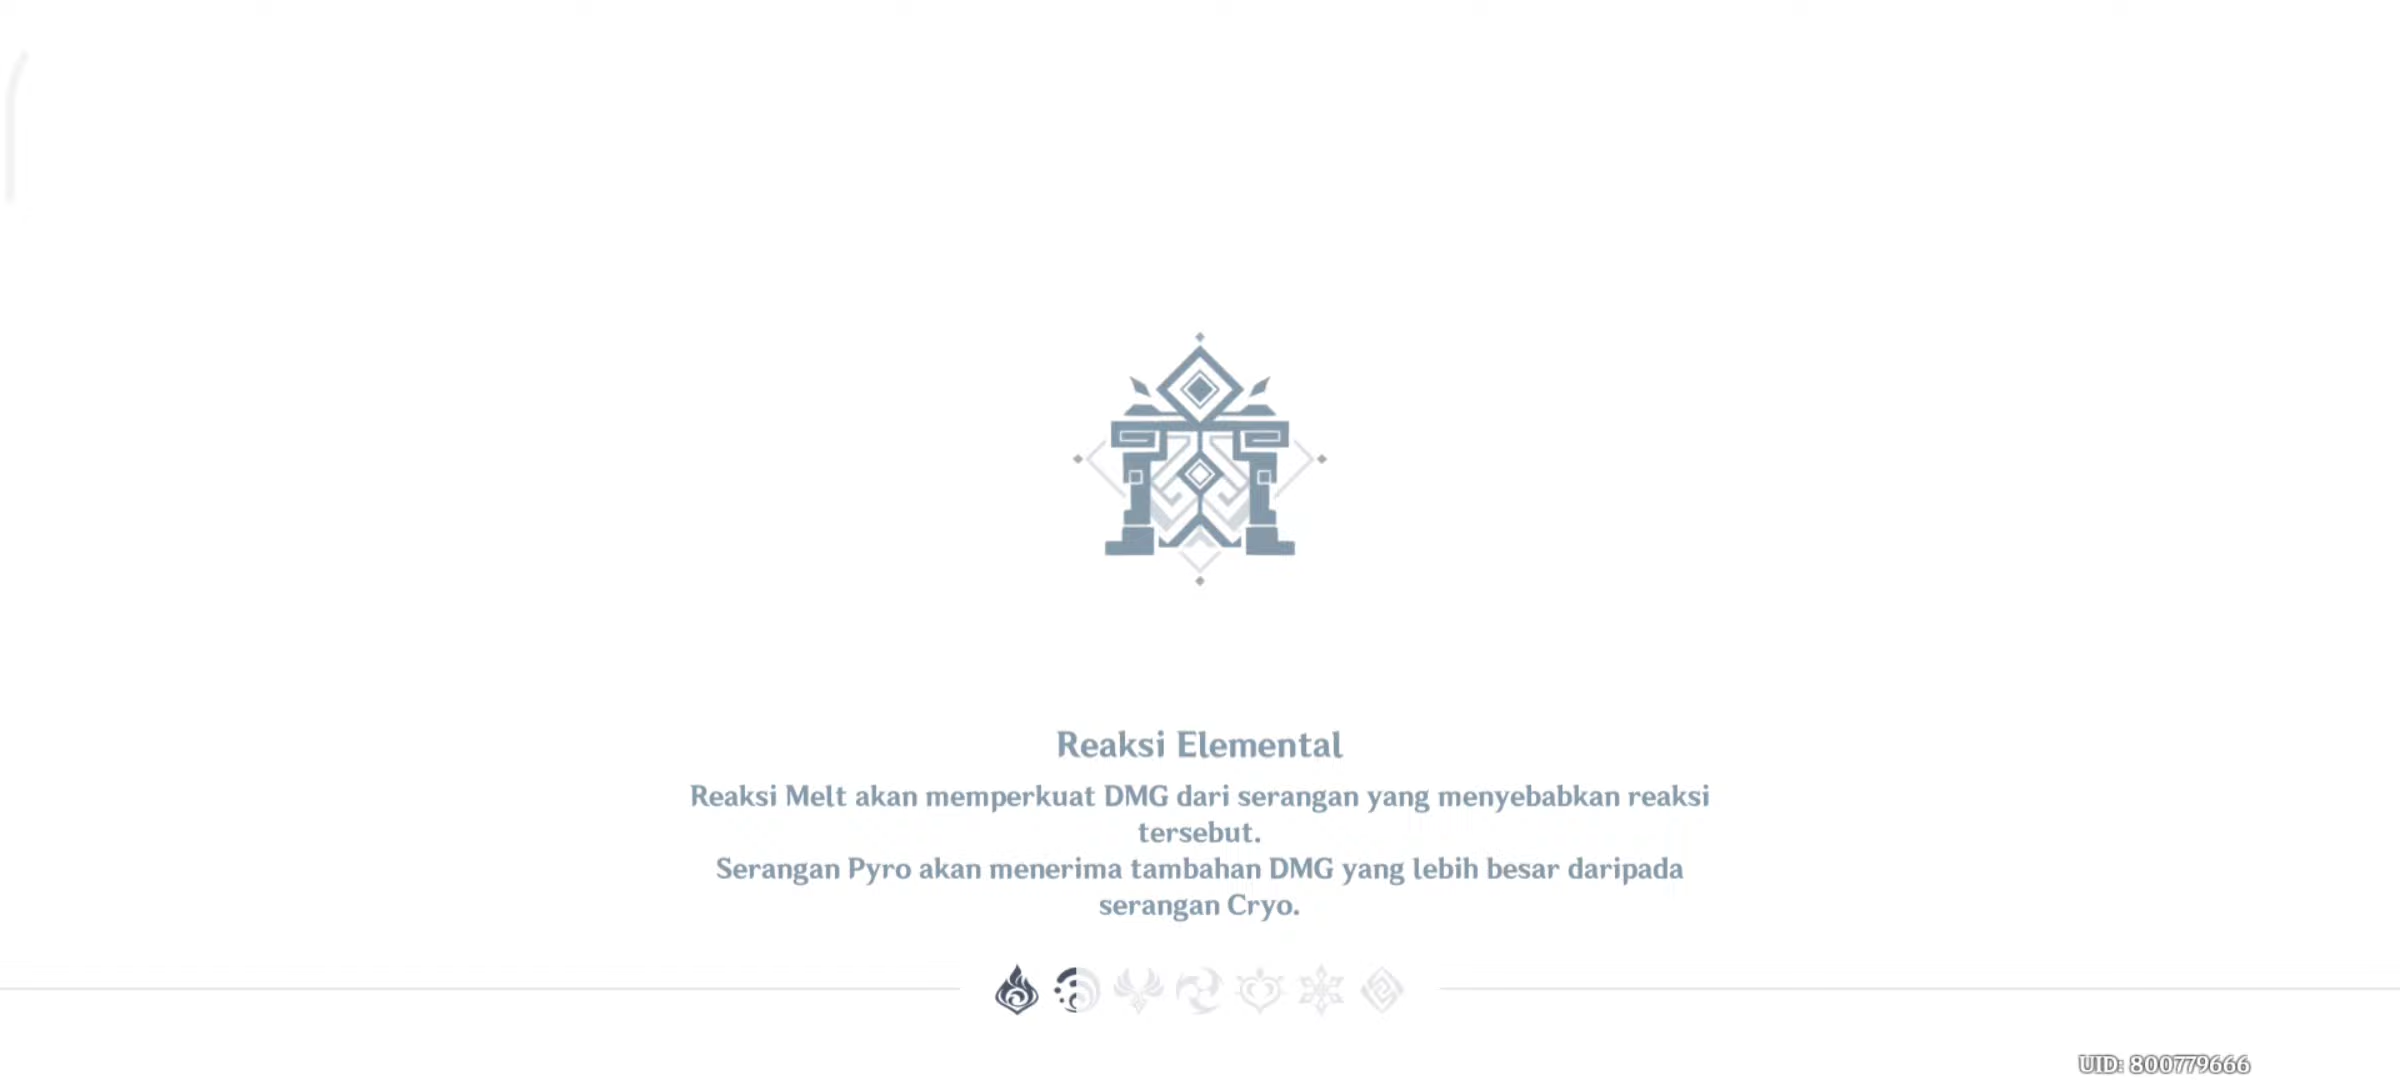 Reaksi Elemental
Reaksi Melt akan memperkuat DMG dari serangan yang menyebabkan reaksi
tersebut.
Serangan Pyro akan menerima tambahan DMG yang lebih besar daripada
serangan Cryo.
UID: 800779666